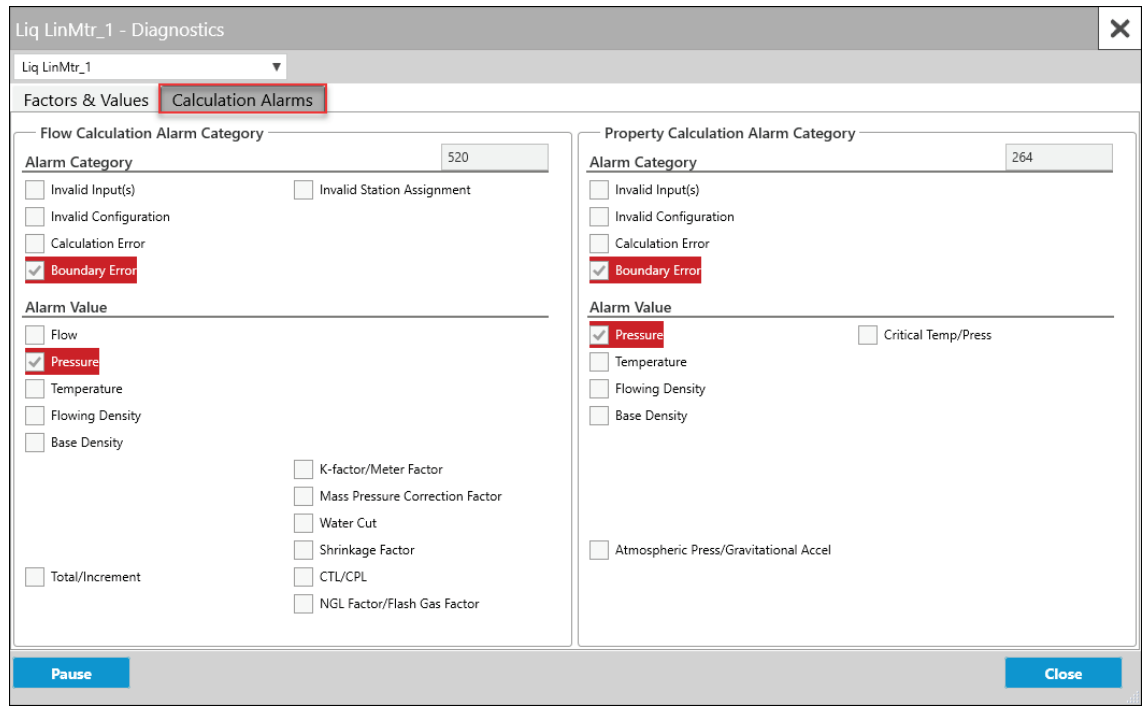 Liq LinMtr_1 - Diagnostics
Liq LinMtr_1
Factors & Values Calculation Alarms
Flow Calculation Alarm Category
Alarm Category 520
Invalid Input(s) Invalid Station Assignment
Invalid Configuration
Calculation Error
Boundary Error
Alarm Value
Flow
Pressure
Temperature
Flowing Density
Base Density
K-factor/Meter Factor
Mass Pressure Correction Factor
Water Cut
Shrinkage Factor
Total/Increment CTL/CPL
NGL Factor/Flash Gas Factor
Property Calculation Alarm Category
Alarm Category 264
Invalid Input(s)
Invalid Configuration
Calculation Error
Boundary Error
Alarm Value
Pressure Critical Temp/Press
Temperature
Flowing Density
Base Density
Atmospheric Press/Gravitational Accel
Pause Close